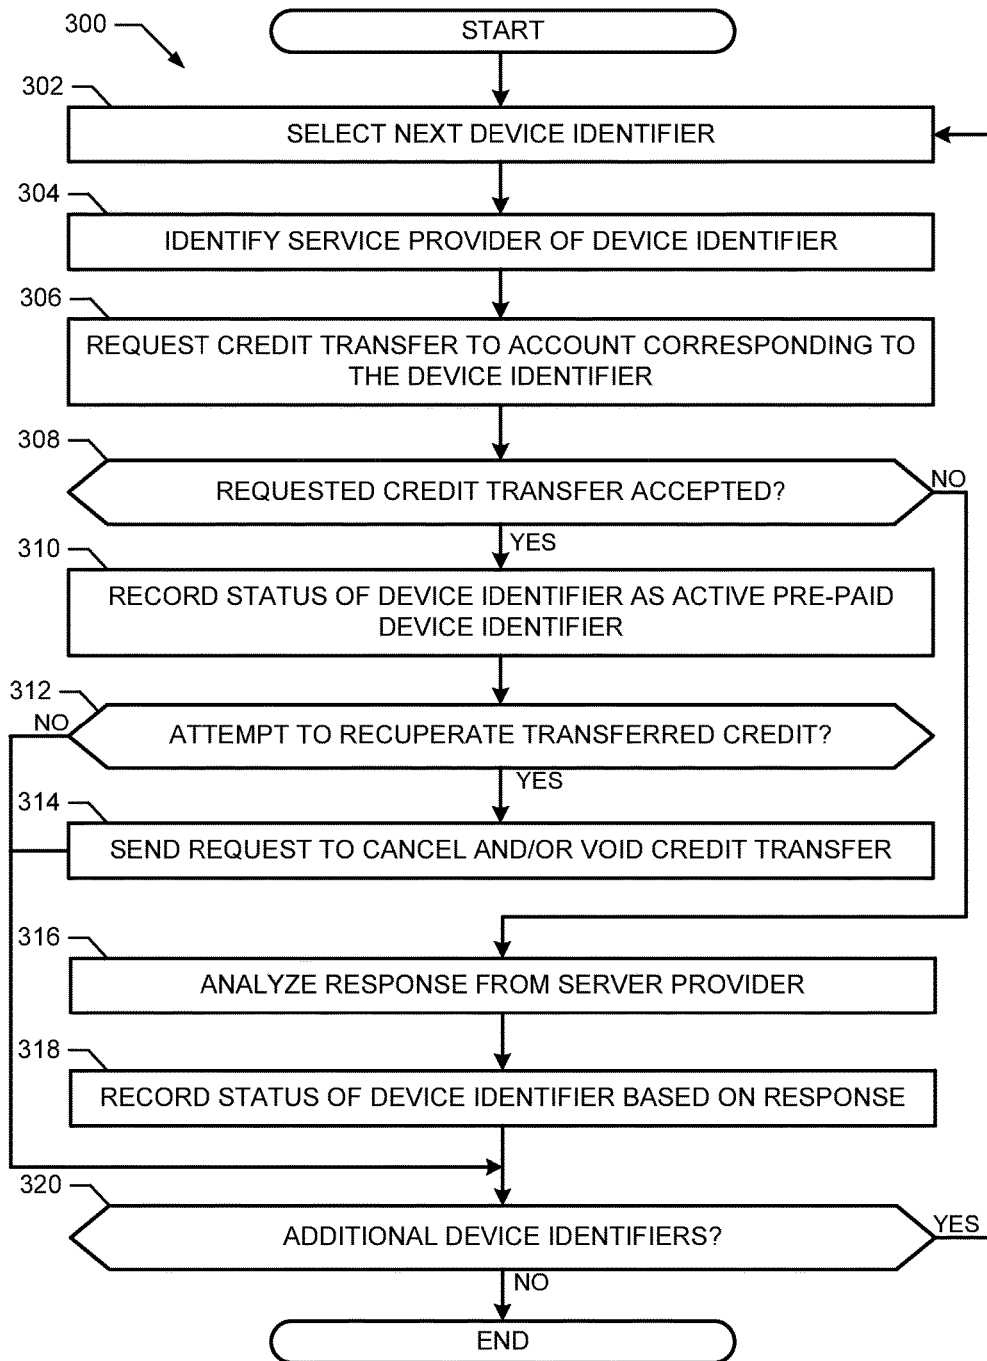 300
START
302
SELECT NEXT DEVICE IDENTIFIER
304
IDENTIFY SERVICE PROVIDER OF DEVICE IDENTIFIER
306
REQUEST CREDIT TRANSFER TO ACCOUNT CORRESPONDING TO
THE DEVICE IDENTIFIER
308
REQUESTED CREDIT TRANSFER ACCEPTED?
NO
YES
310
RECORD STATUS OF DEVICE IDENTIFIER AS ACTIVE PRE-PAID
DEVICE IDENTIFIER
312
NO
ATTEMPT TO RECUPERATE TRANSFERRED CREDIT?
YES
314
SEND REQUEST TO CANCEL AND/OR VOID CREDIT TRANSFER
316
ANALYZE RESPONSE FROM SERVER PROVIDER
318
RECORD STATUS OF DEVICE IDENTIFIER BASED ON RESPONSE
320
ADDITIONAL DEVICE IDENTIFIERS?
YES
NO
END